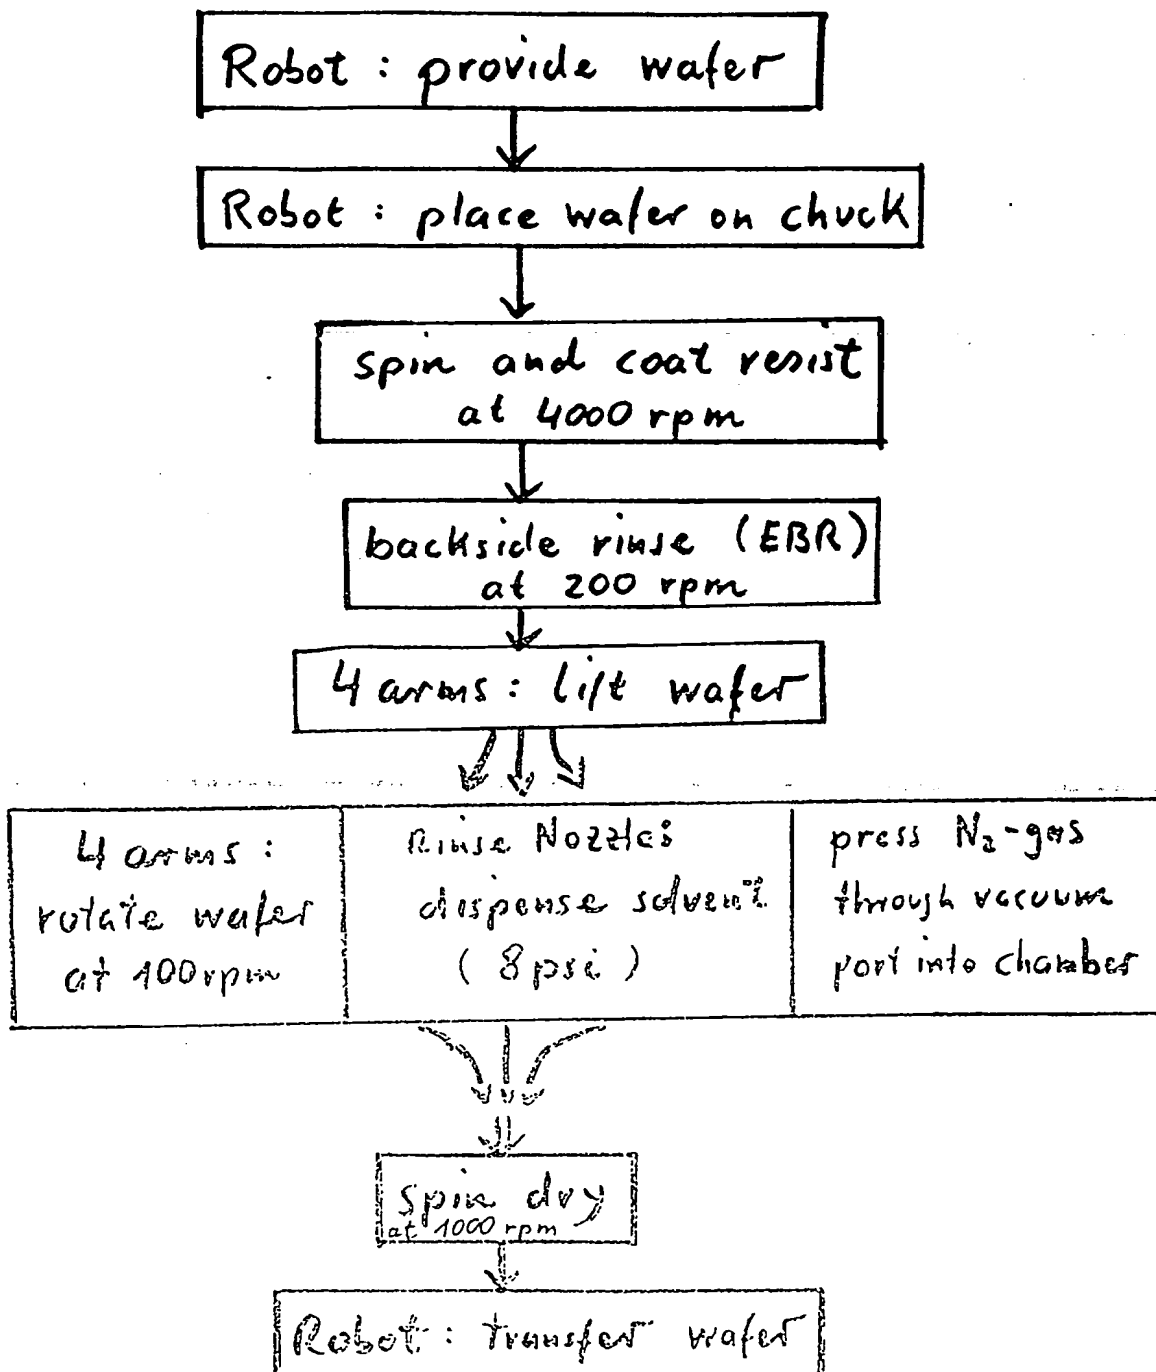 Robot : provide wafer
Robot : place wafer on chuck
spin and coat resist
at 4000 rpm
backside rinse (EBR)
at 200 rpm
4 arms : lift wafer
4 arms :
rotate wafer
at 100 rpm
Rinse Nozzles
dispense solvent
( 8 psi )
press N₂-gas
through vacuum
port into chamber
spin dry
at 1000 rpm
Robot : transfer wafer